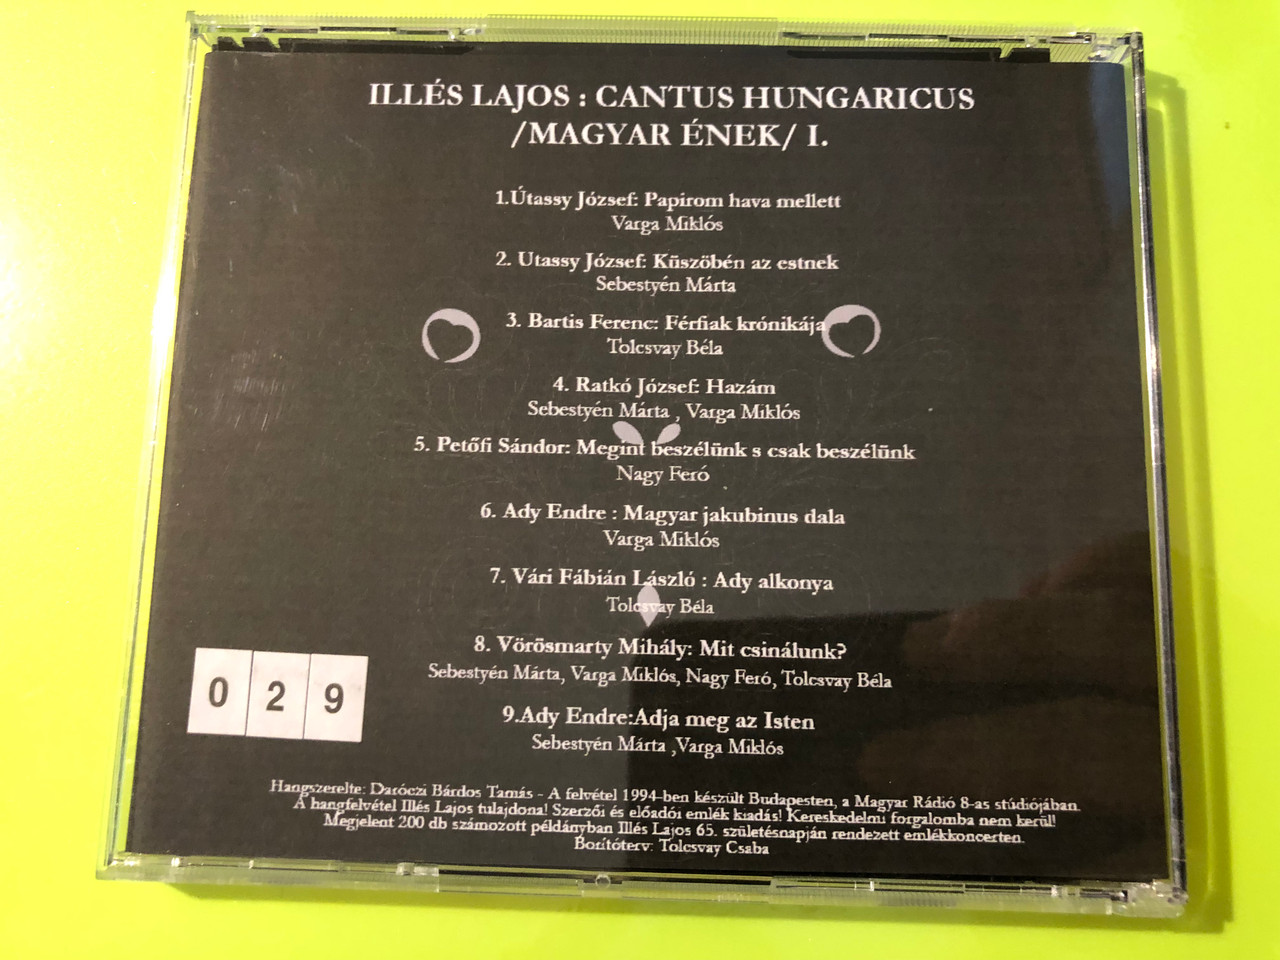 ILLÉS LAJOS : CANTUS HUNGARICUS
/MAGYAR ÉNEK/ I.
1.Útassy József: Papirom hava mellett
Varga Miklós
2. Utassy József: Küszöbén az estnek
Sebestyén Márta
3. Bartis Ferenc: Férfiak krónikája
Tolcsvay Béla
4. Ratkó József: Hazám
Sebestyén Márta , Varga Miklós
5. Petőfi Sándor: Megint beszélünk s csak beszélünk
Nagy Feró
6. Ady Endre : Magyar jakubinus dala
Varga Miklós
7. Vári Fábián László : Ady alkonya
Tolcsvay Béla
8. Vörösmarty Mihály: Mit csinálunk?
Sebestyén Márta, Varga Miklós, Nagy Feró, Tolcsvay Béla
9.Ady Endre:Adja meg az Isten
Sebestyén Márta ,Varga Miklós
0 2 9
Hangszerelte: Daróczi Bárdos Tamás - A felvétel 1994-ben készült Budapesten, a Magyar Rádió 8-as stúdiójában.
A hangfelvétel Illés Lajos tulajdona! Szerzői és előadói emlék kiadás! Kereskedelmi forgalomba nem kerül!
Megjelent 200 db számozott példányban Illés Lajos 65. születésnapján rendezett emlékkoncerten.
Borítóterv: Tolcsvay Csaba